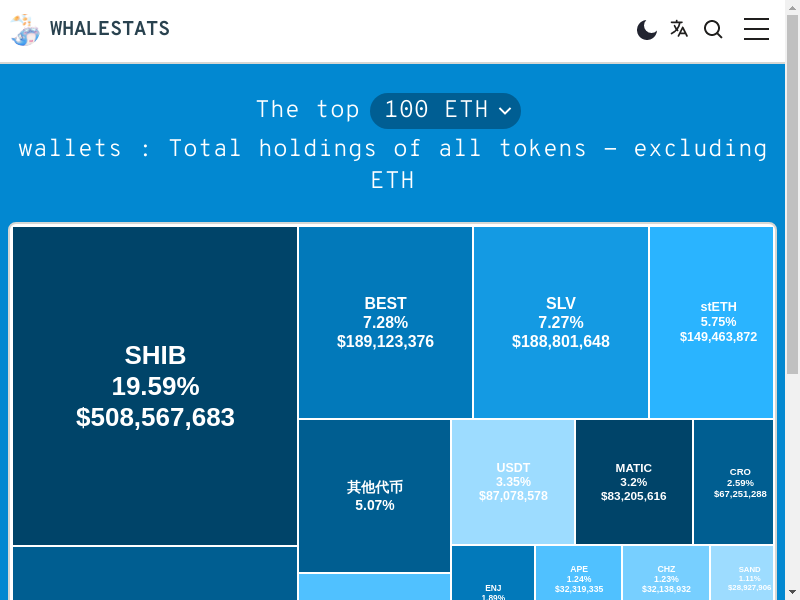 WHALESTATS
The top 100 ETH
wallets : Total holdings of all tokens - excluding
ETH
SHIB
19.59%
$508,567,683
BEST
7.28%
$189,123,376
SLV
7.27%
$188,801,648
stETH
5.75%
$149,463,872
其他代币
5.07%
USDT
3.35%
$87,078,578
MATIC
3.2%
$83,205,616
CRO
2.59%
$67,251,288
ENJ
1.89%
APE
1.24%
$32,319,335
CHZ
1.23%
$32,138,932
SAND
1.11%
$28,927,906